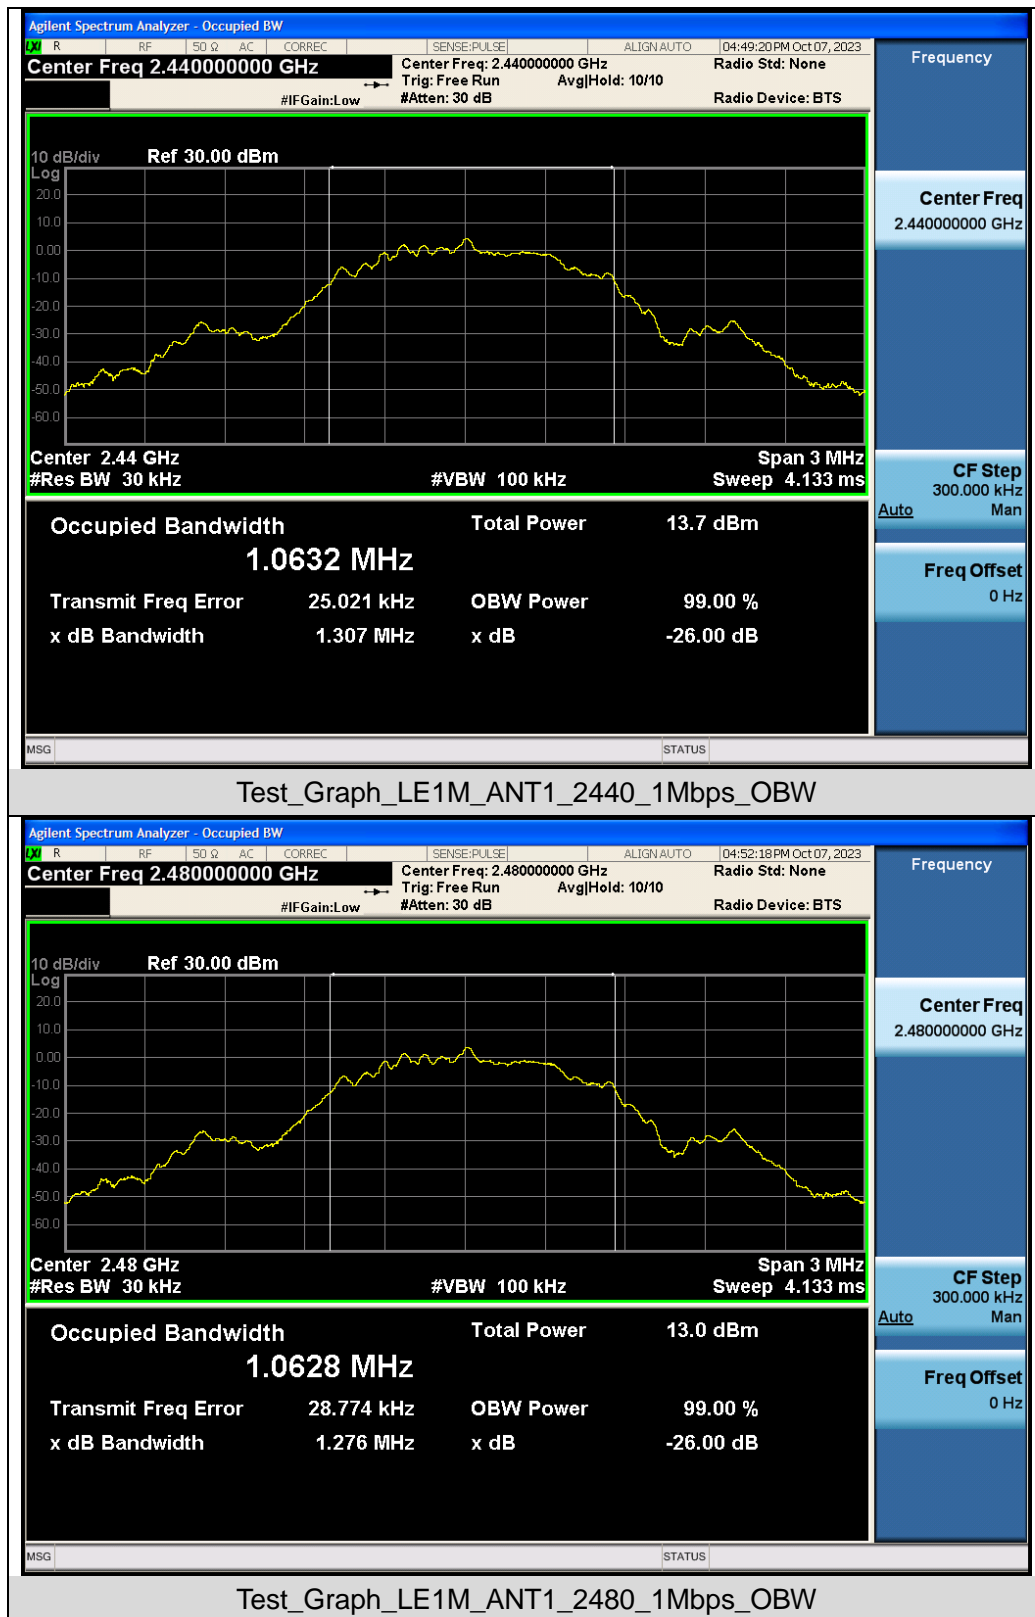 Agilent Spectrum Analyzer - Occupied BW
LXI R RF 50 Ω AC CORREC SENSE:PULSE ALIGN AUTO 04:49:20 PM Oct 07, 2023
Center Freq 2.440000000 GHz Center Freq: 2.440000000 GHz Radio Std: None
Trig: Free Run Avg|Hold: 10/10
#IFGain:Low #Atten: 30 dB Radio Device: BTS
Frequency
10 dB/div Ref 30.00 dBm
Log
20.0
10.0
0.00
-10.0
-20.0
-30.0
-40.0
-50.0
-60.0
Center 2.44 GHz Span 3 MHz
#Res BW 30 kHz #VBW 100 kHz Sweep 4.133 ms
Center Freq
2.440000000 GHz
CF Step
300.000 kHz
Auto Man
Freq Offset
0 Hz
Occupied Bandwidth Total Power 13.7 dBm
1.0632 MHz
Transmit Freq Error 25.021 kHz OBW Power 99.00 %
x dB Bandwidth 1.307 MHz x dB -26.00 dB
MSG STATUS
Test_Graph_LE1M_ANT1_2440_1Mbps_OBW
Agilent Spectrum Analyzer - Occupied BW
LXI R RF 50 Ω AC CORREC SENSE:PULSE ALIGN AUTO 04:52:18 PM Oct 07, 2023
Center Freq 2.480000000 GHz Center Freq: 2.480000000 GHz Radio Std: None
Trig: Free Run Avg|Hold: 10/10
#IFGain:Low #Atten: 30 dB Radio Device: BTS
Frequency
10 dB/div Ref 30.00 dBm
Log
20.0
10.0
0.00
-10.0
-20.0
-30.0
-40.0
-50.0
-60.0
Center 2.48 GHz Span 3 MHz
#Res BW 30 kHz #VBW 100 kHz Sweep 4.133 ms
Center Freq
2.480000000 GHz
CF Step
300.000 kHz
Auto Man
Freq Offset
0 Hz
Occupied Bandwidth Total Power 13.0 dBm
1.0628 MHz
Transmit Freq Error 28.774 kHz OBW Power 99.00 %
x dB Bandwidth 1.276 MHz x dB -26.00 dB
MSG STATUS
Test_Graph_LE1M_ANT1_2480_1Mbps_OBW